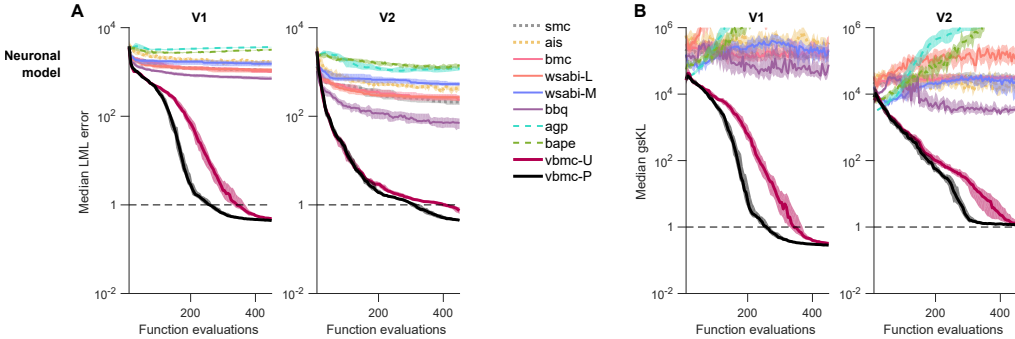 A
V1
V2
Neuronal
model
Median LML error
10^4
10^2
1
10^-2
200
400
Function evaluations
10^4
10^2
1
10^-2
200
400
Function evaluations
smc
ais
bmc
wsabi-L
wsabi-M
bbq
agp
bape
vbmc-U
vbmc-P
B
V1
V2
Median gsKL
10^6
10^4
10^2
1
10^-2
200
400
Function evaluations
10^6
10^4
10^2
1
10^-2
200
400
Function evaluations